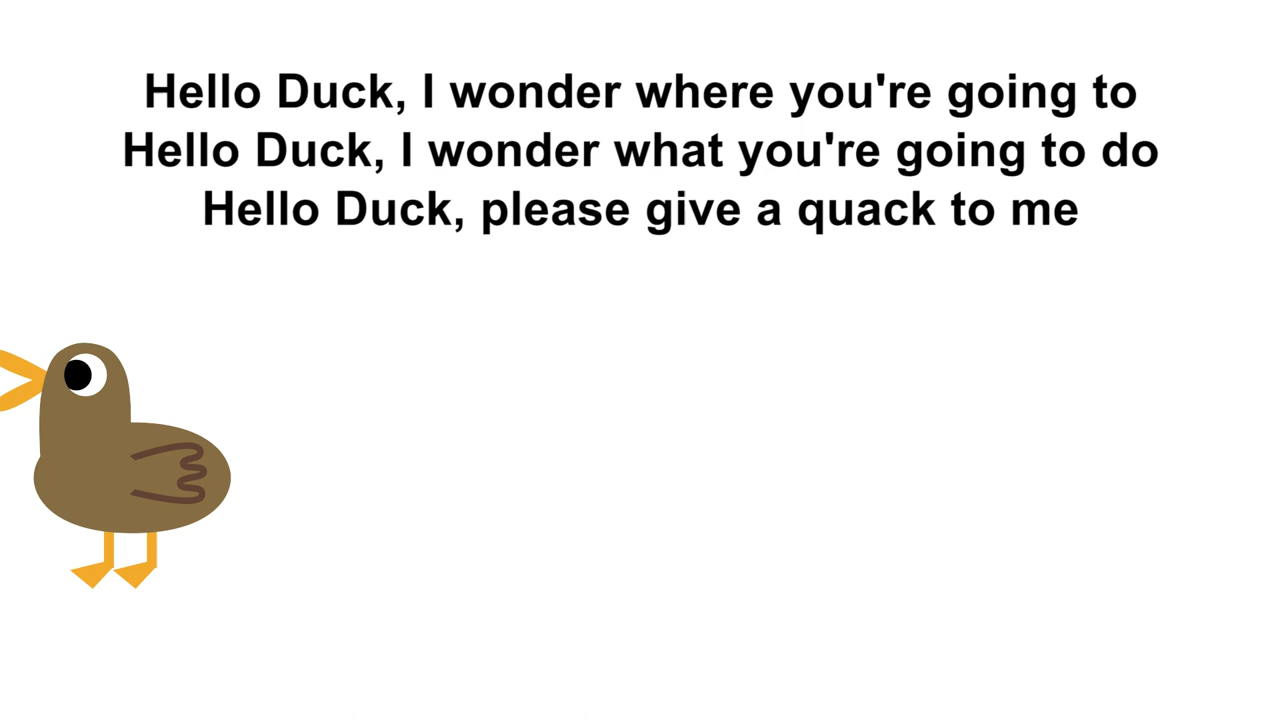 Hello Duck, I wonder where you're going to
Hello Duck, I wonder what you're going to do
Hello Duck, please give a quack to me